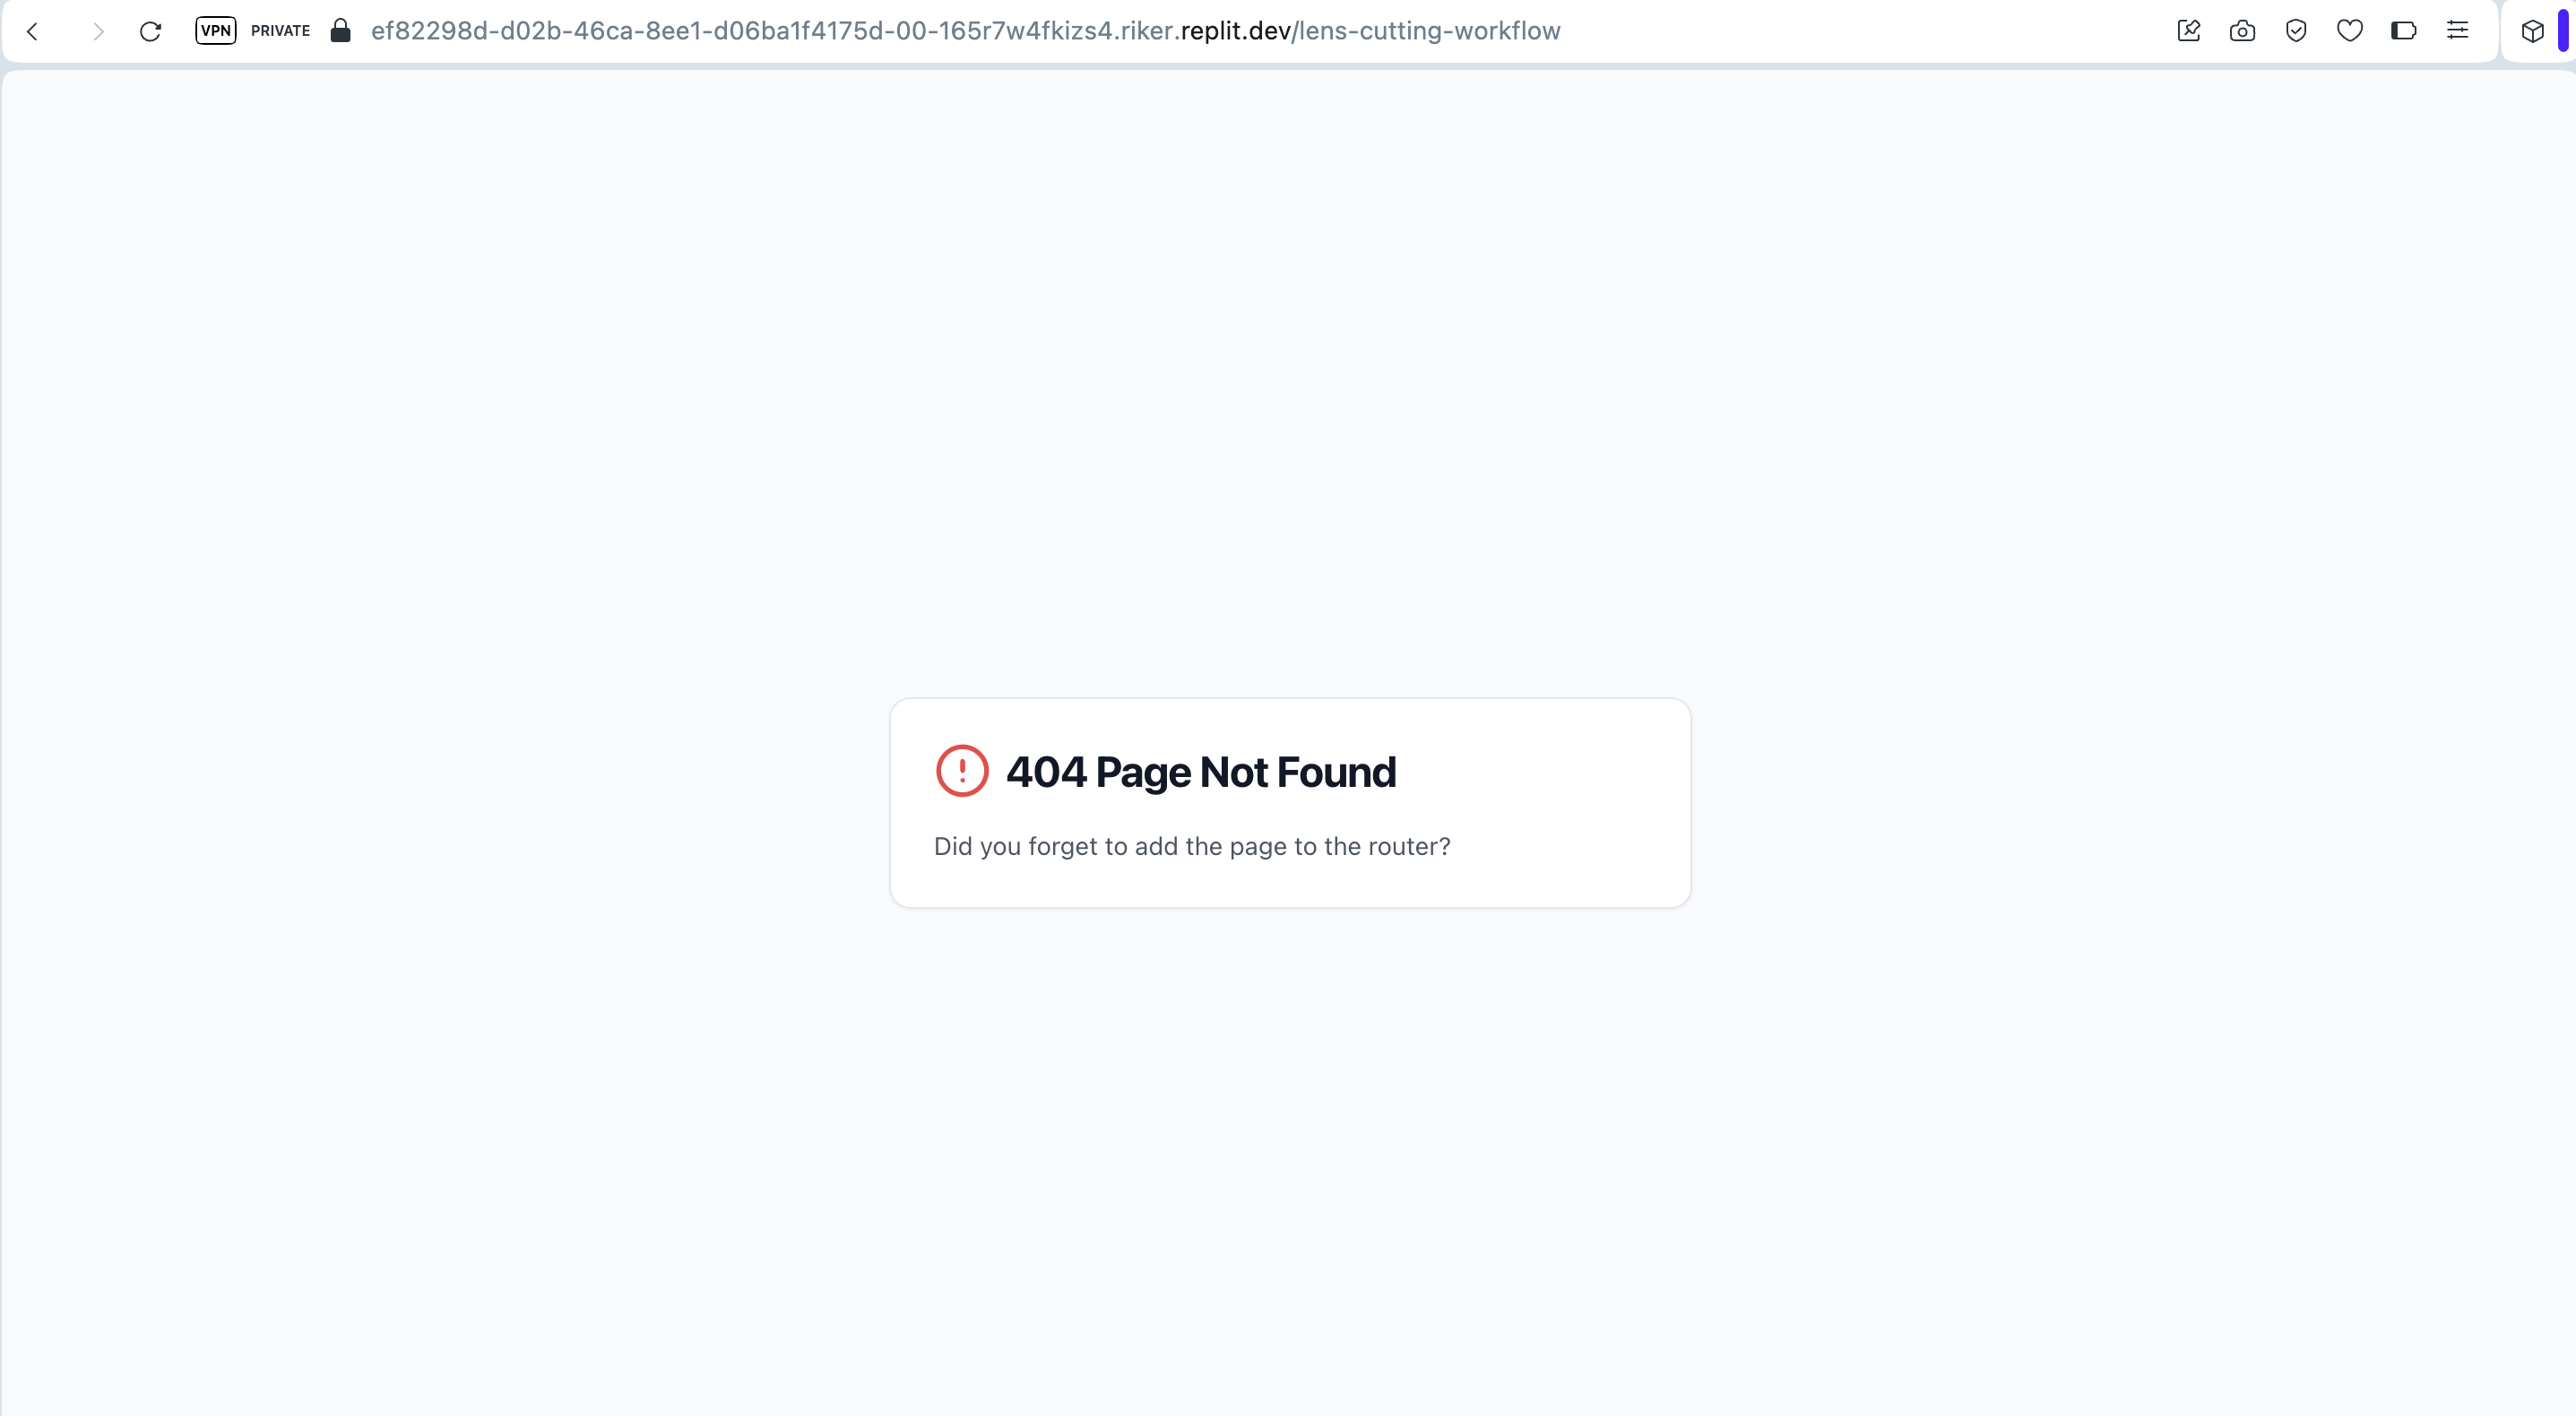 VPN PRIVATE ef82298d-d02b-46ca-8ee1-d06ba1f4175d-00-165r7w4fkizs4.riker.replit.dev/lens-cutting-workflow
404 Page Not Found
Did you forget to add the page to the router?